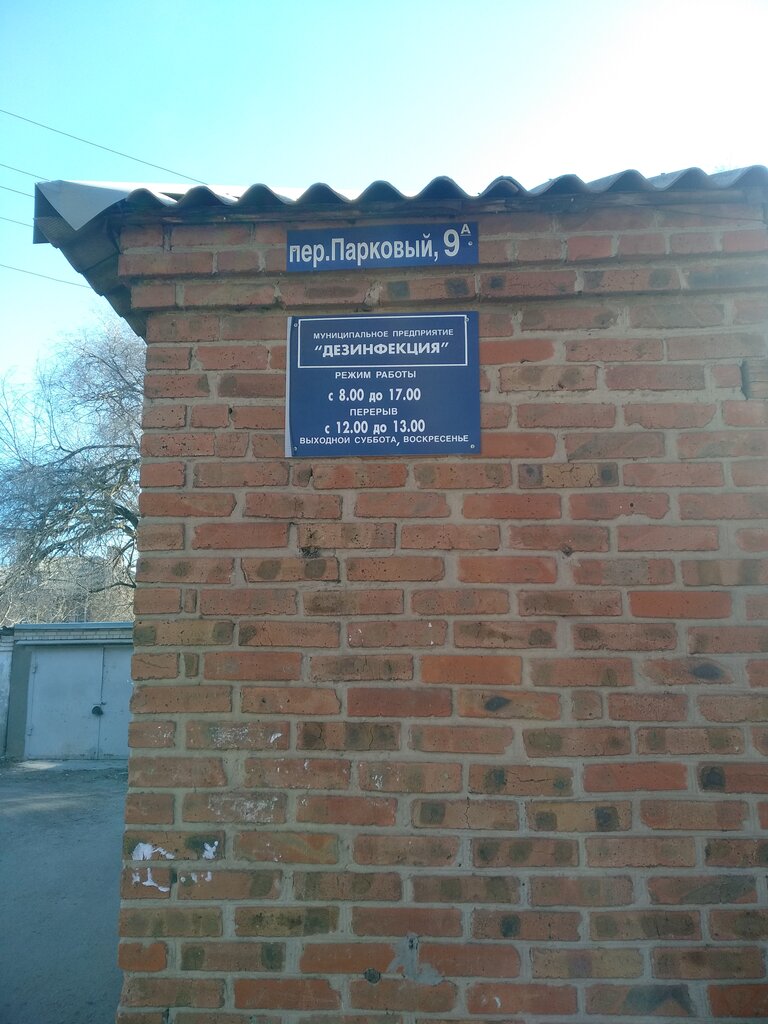 пер.Парковый, 9А
МУНИЦИПАЛЬНОЕ ПРЕДПРИЯТИЕ
"ДЕЗИНФЕКЦИЯ"
РЕЖИМ РАБОТЫ
с 8.00 до 17.00
ПЕРЕРЫВ
с 12.00 до 13.00
ВЫХОДНОЙ СУББОТА, ВОСКРЕСЕНЬЕ